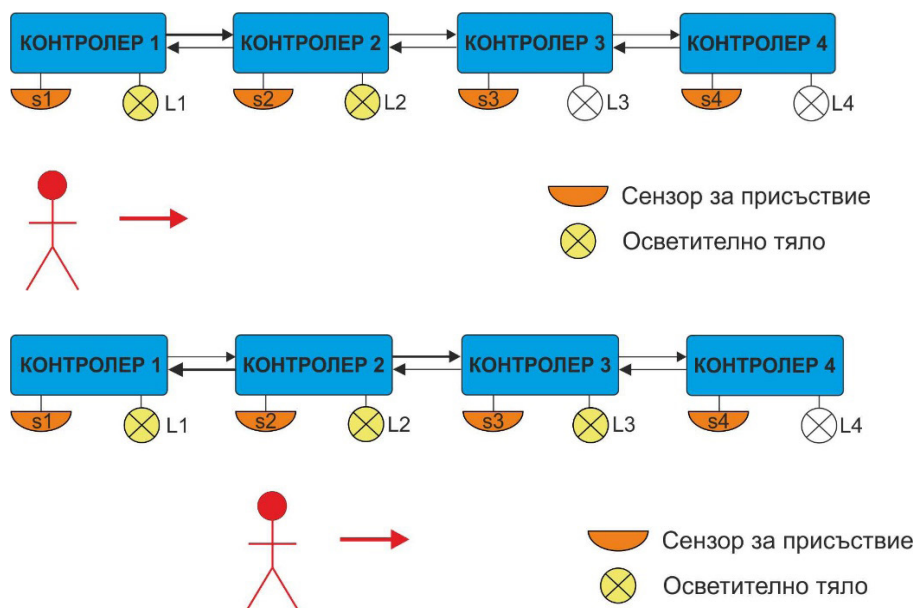 КОНТРОЛЕР 1 КОНТРОЛЕР 2 КОНТРОЛЕР 3 КОНТРОЛЕР 4
s1 L1 s2 L2 s3 L3 s4 L4
Сензор за присъствие
Осветително тяло
КОНТРОЛЕР 1 КОНТРОЛЕР 2 КОНТРОЛЕР 3 КОНТРОЛЕР 4
s1 L1 s2 L2 s3 L3 s4 L4
Сензор за присъствие
Осветително тяло